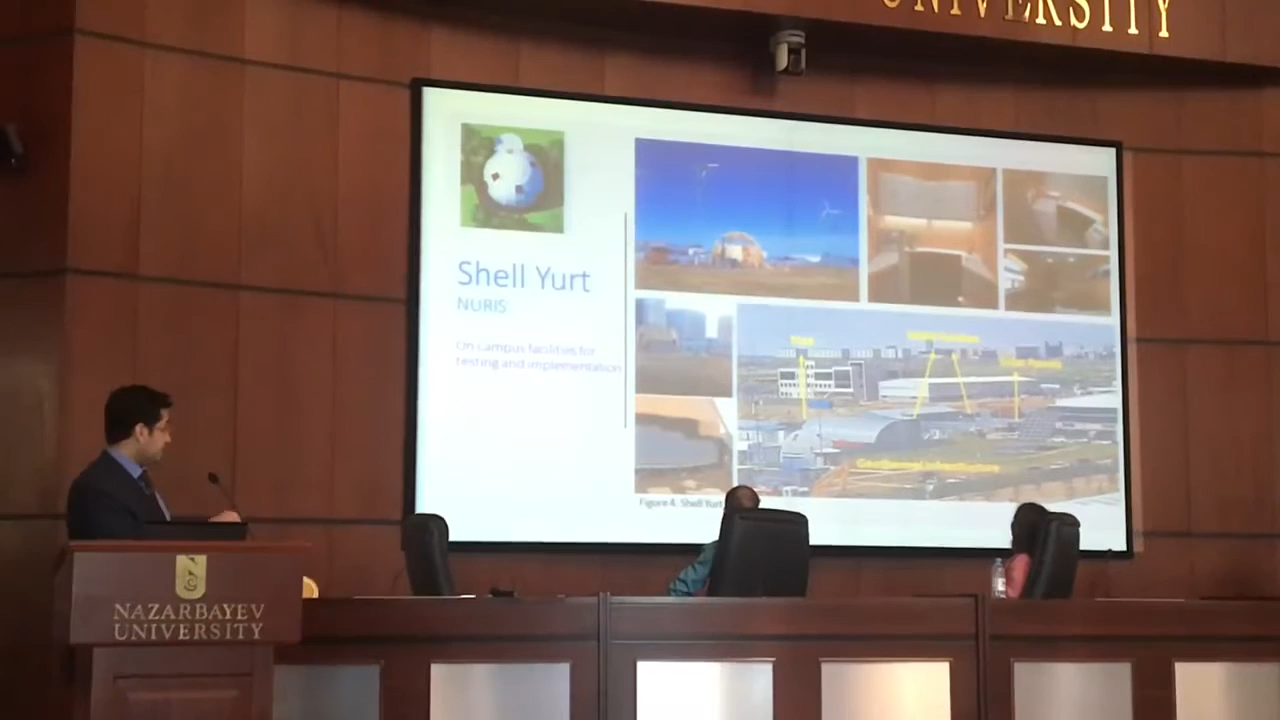 UNIVERSITY
Shell Yurt
NURIS
On campus facilities for
testing and implementation
Figure 4. Shell Yurt
NAZARBAYEV
UNIVERSITY